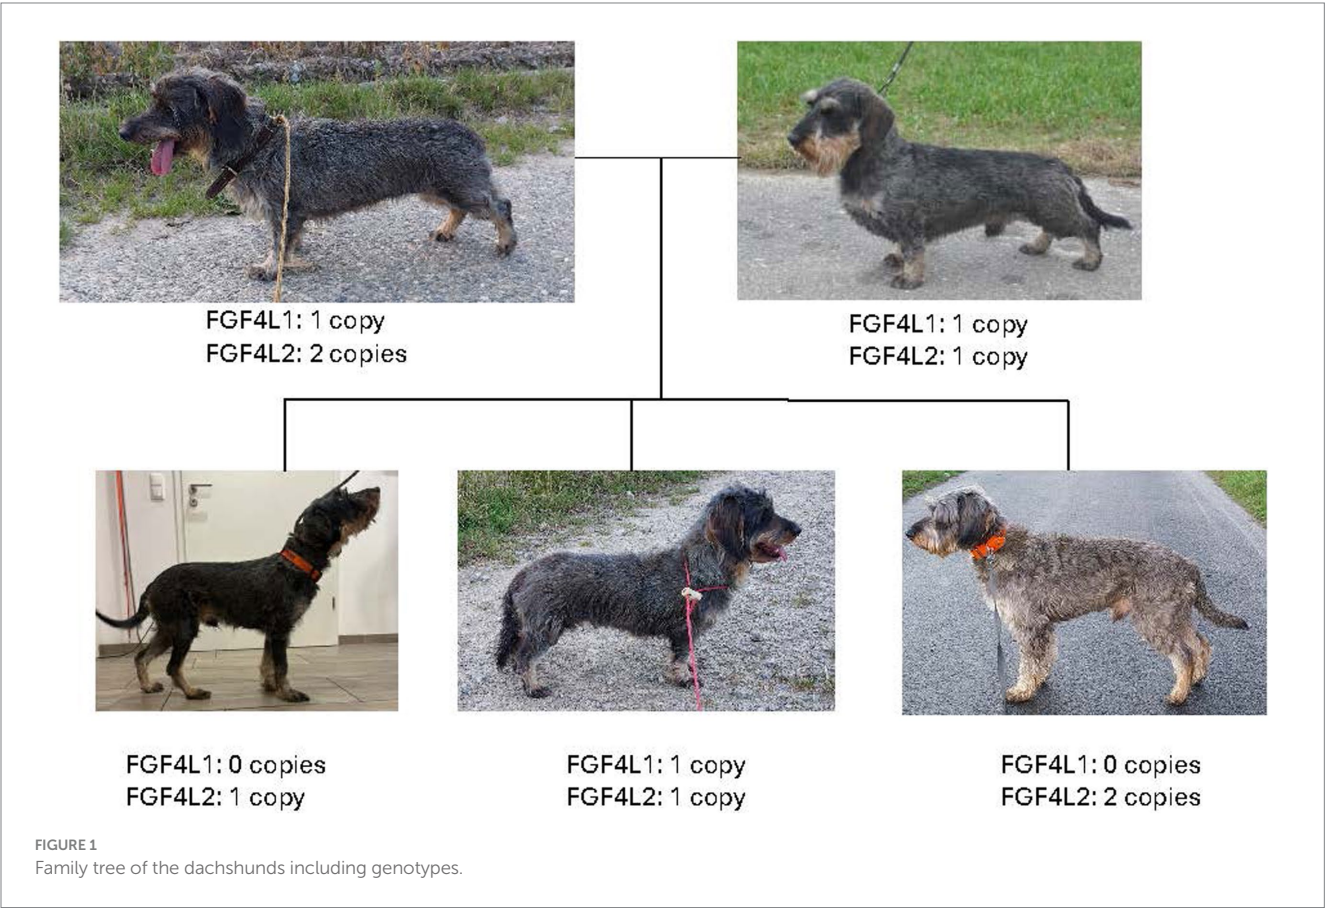 FGF4L1: 1 copy
FGF4L2: 2 copies
FGF4L1: 1 copy
FGF4L2: 1 copy
FGF4L1: 0 copies
FGF4L2: 1 copy
FGF4L1: 1 copy
FGF4L2: 1 copy
FGF4L1: 0 copies
FGF4L2: 2 copies
FIGURE 1
Family tree of the dachshunds including genotypes.